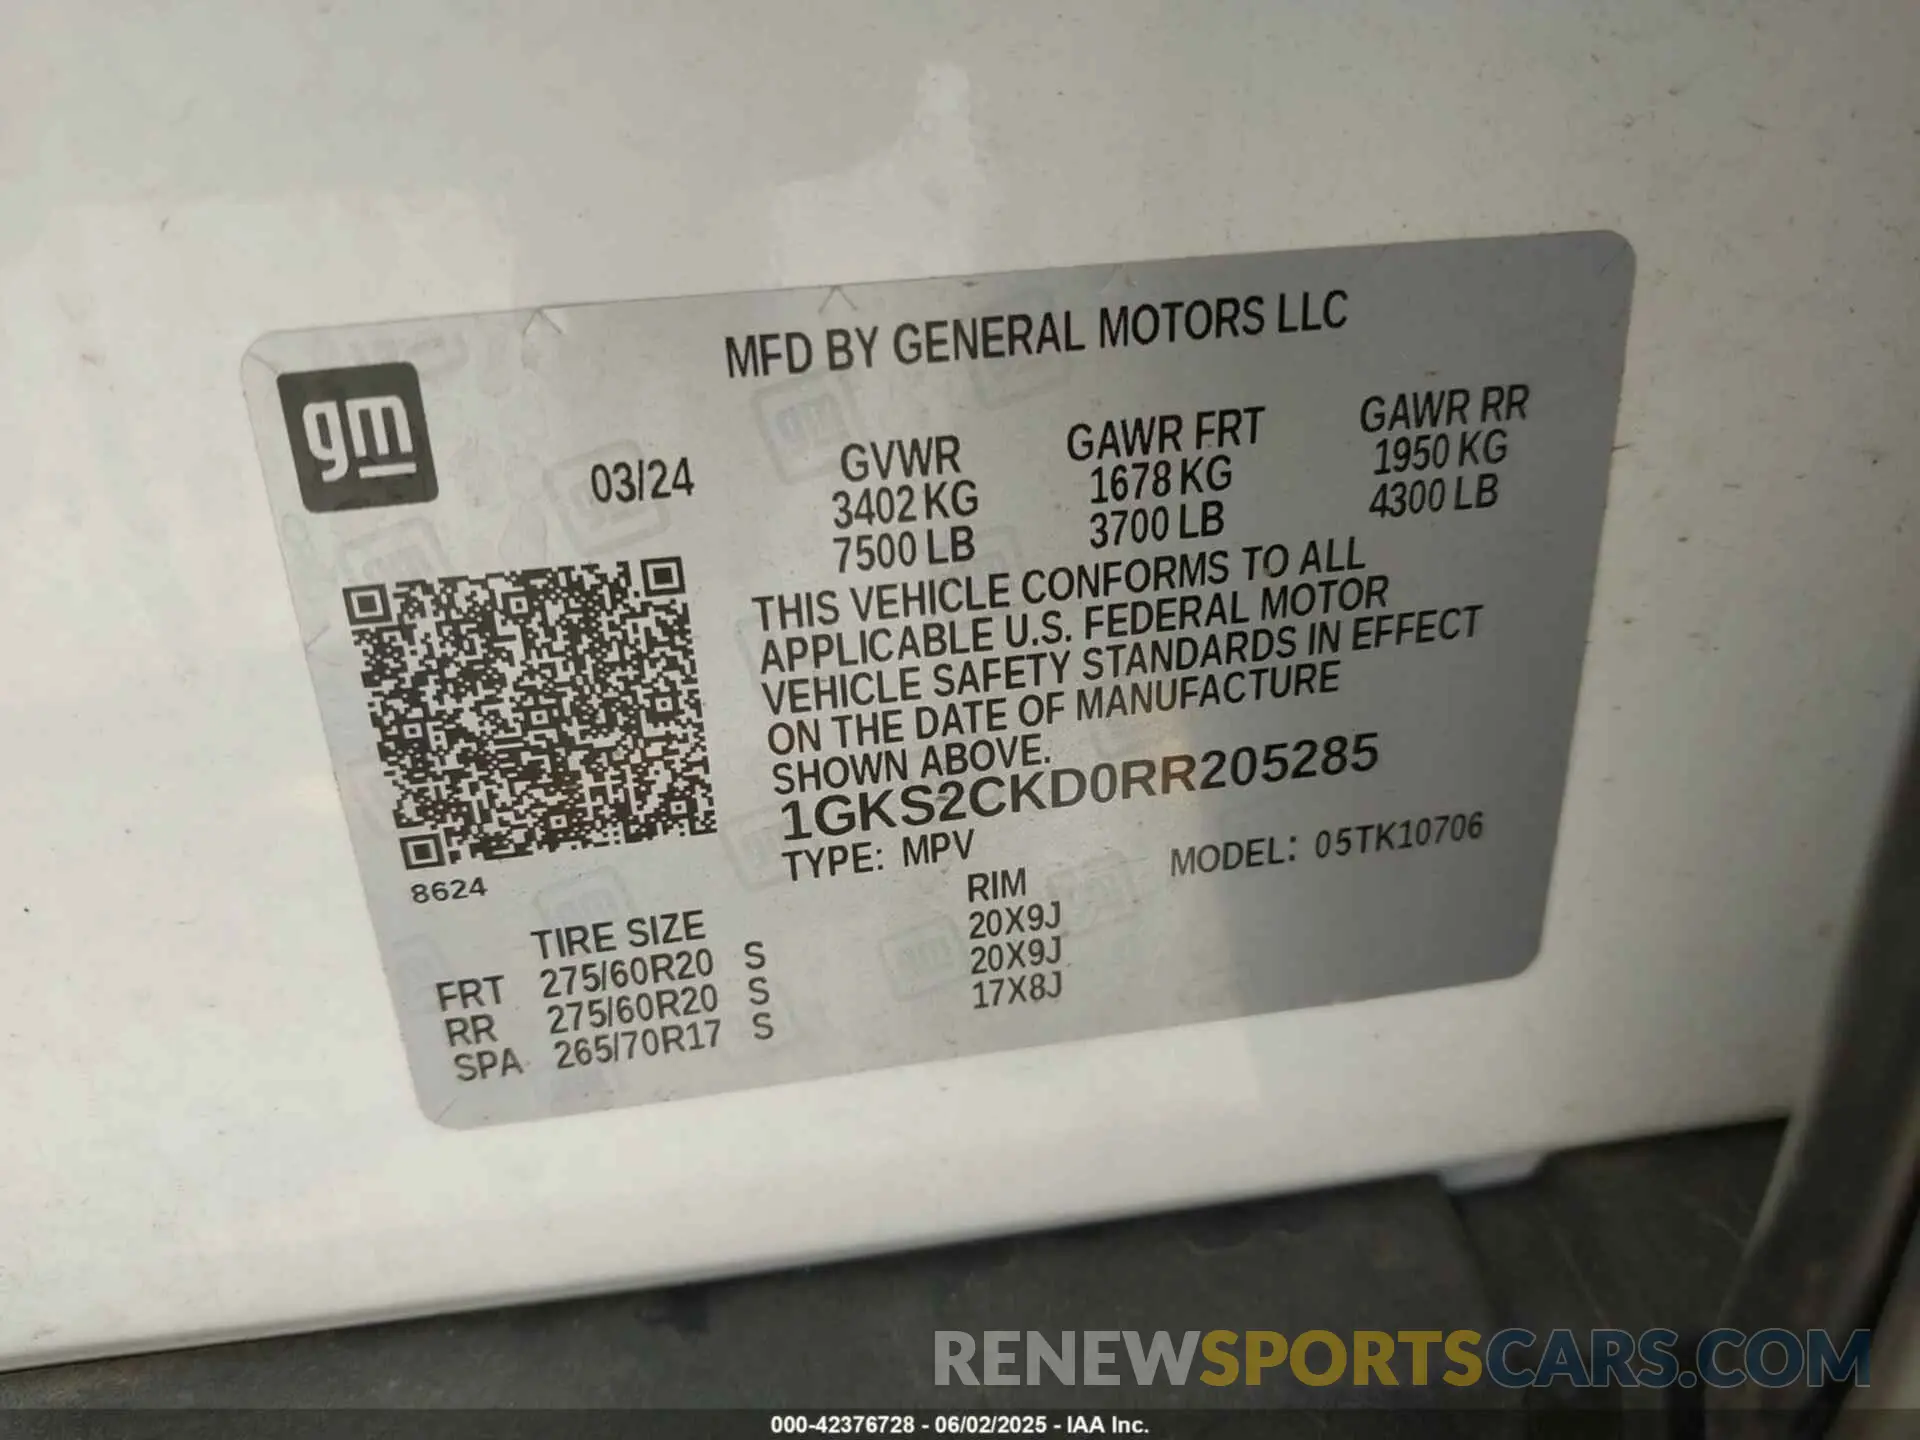 MFD BY GENERAL MOTORS LLC
gm
03/24
GVWR GAWR FRT GAWR RR
3402 KG 1678 KG 1950 KG
7500 LB 3700 LB 4300 LB
THIS VEHICLE CONFORMS TO ALL
APPLICABLE U.S. FEDERAL MOTOR
VEHICLE SAFETY STANDARDS IN EFFECT
ON THE DATE OF MANUFACTURE
SHOWN ABOVE.
1GKS2CKD0RR205285
TYPE: MPV MODEL: 05TK10706
8624
TIRE SIZE RIM
FRT 275/60R20 S 20X9J
RR 275/60R20 S 20X9J
SPA 265/70R17 S 17X8J
RENEWSPORTSCARS.COM
000-42376728 - 06/02/2025 - IAA Inc.